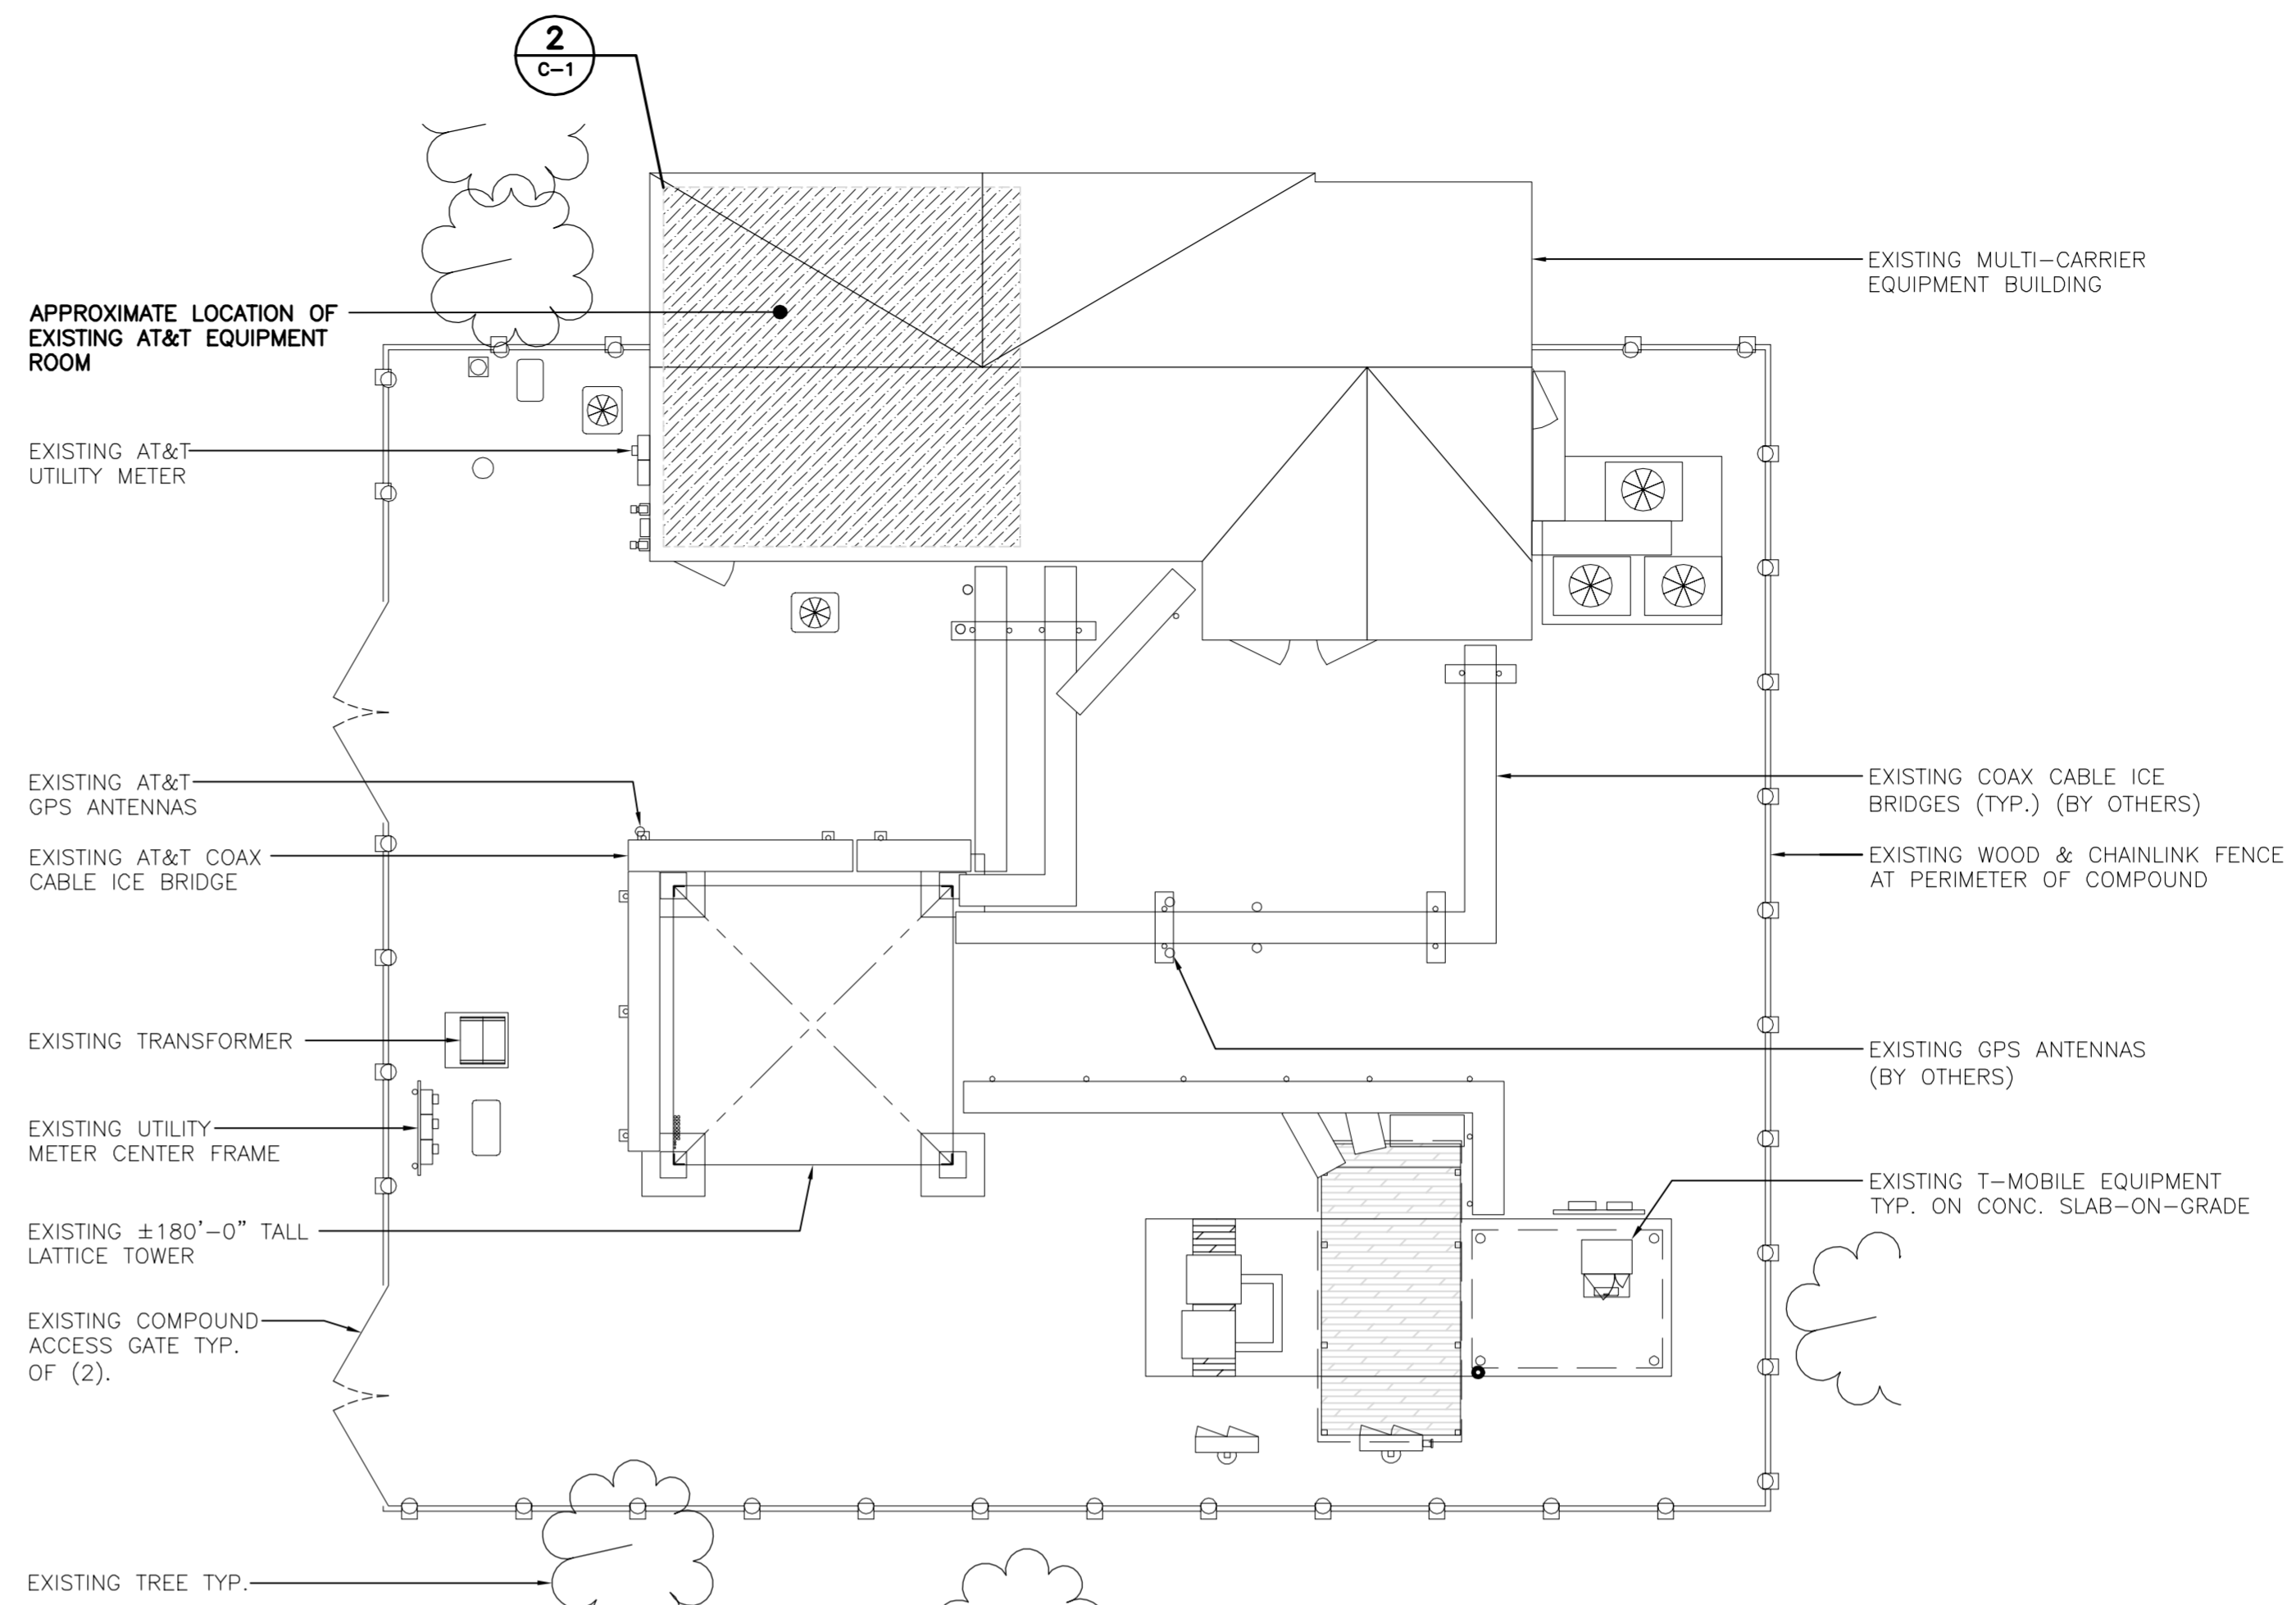 2
C-1
APPROXIMATE LOCATION OF
EXISTING AT&T EQUIPMENT
ROOM
EXISTING AT&T
UTILITY METER
EXISTING AT&T
GPS ANTENNAS
EXISTING AT&T COAX
CABLE ICE BRIDGE
EXISTING TRANSFORMER
EXISTING UTILITY
METER CENTER FRAME
EXISTING ±180'-0" TALL
LATTICE TOWER
EXISTING COMPOUND
ACCESS GATE TYP.
OF (2).
EXISTING TREE TYP.
EXISTING MULTI-CARRIER
EQUIPMENT BUILDING
EXISTING COAX CABLE ICE
BRIDGES (TYP.) (BY OTHERS)
EXISTING WOOD & CHAINLINK FENCE
AT PERIMETER OF COMPOUND
EXISTING GPS ANTENNAS
(BY OTHERS)
EXISTING T-MOBILE EQUIPMENT
TYP. ON CONC. SLAB-ON-GRADE